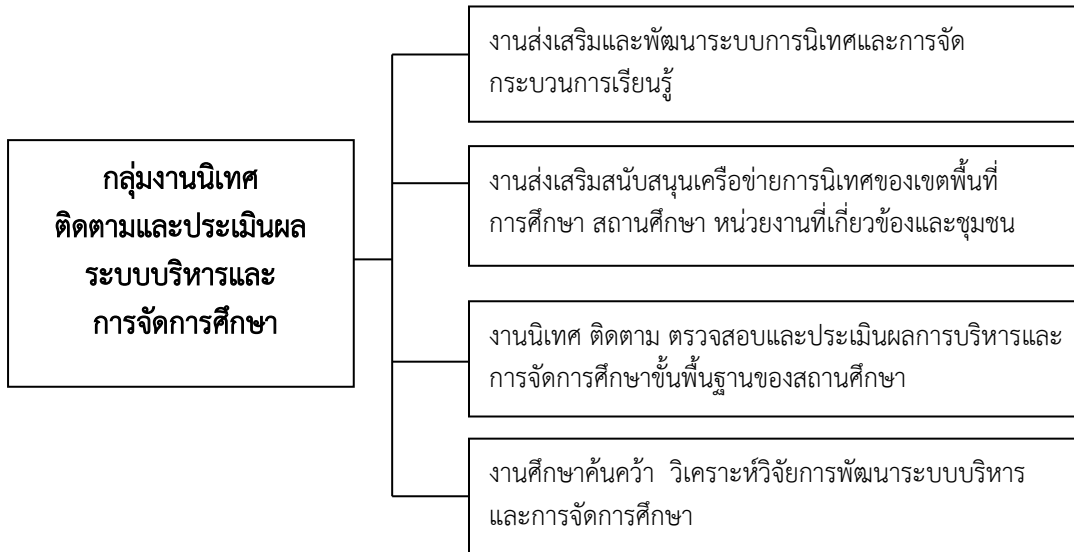 กลุ่มงานนิเทศ
ติดตามและประเมินผล
ระบบบริหารและ
การจัดการศึกษา
งานส่งเสริมและพัฒนาระบบการนิเทศและการจัด
กระบวนการเรียนรู้
งานส่งเสริมสนับสนุนเครือข่ายการนิเทศของเขตพื้นที่
การศึกษา สถานศึกษา หน่วยงานที่เกี่ยวข้องและชุมชน
งานนิเทศ ติดตาม ตรวจสอบและประเมินผลการบริหารและ
การจัดการศึกษาขั้นพื้นฐานของสถานศึกษา
งานศึกษาค้นคว้า วิเคราะห์วิจัยการพัฒนาระบบบริหาร
และการจัดการศึกษา